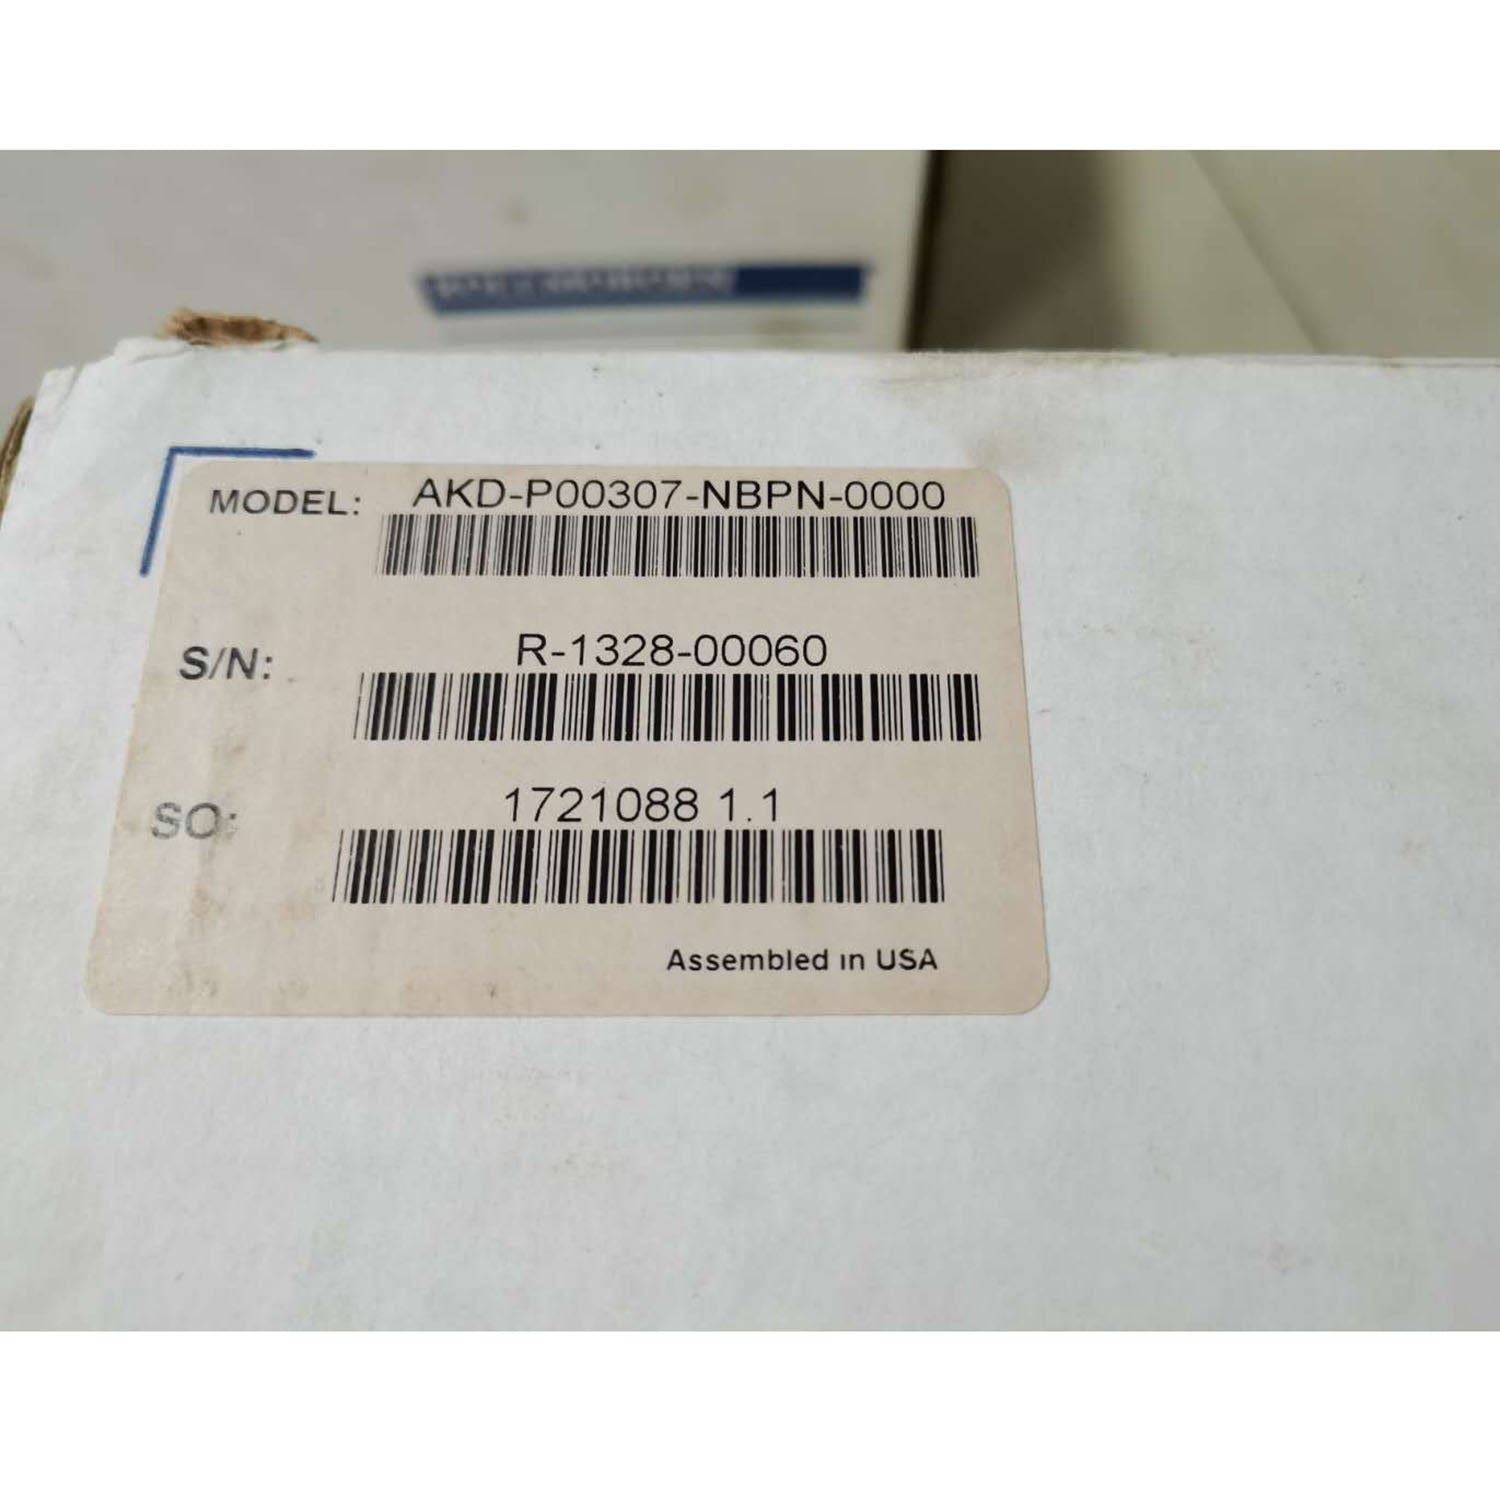 MODEL: AKD-P00307-NBPN-0000
S/N: R-1328-00060
SO: 1721088 1.1
Assembled in USA